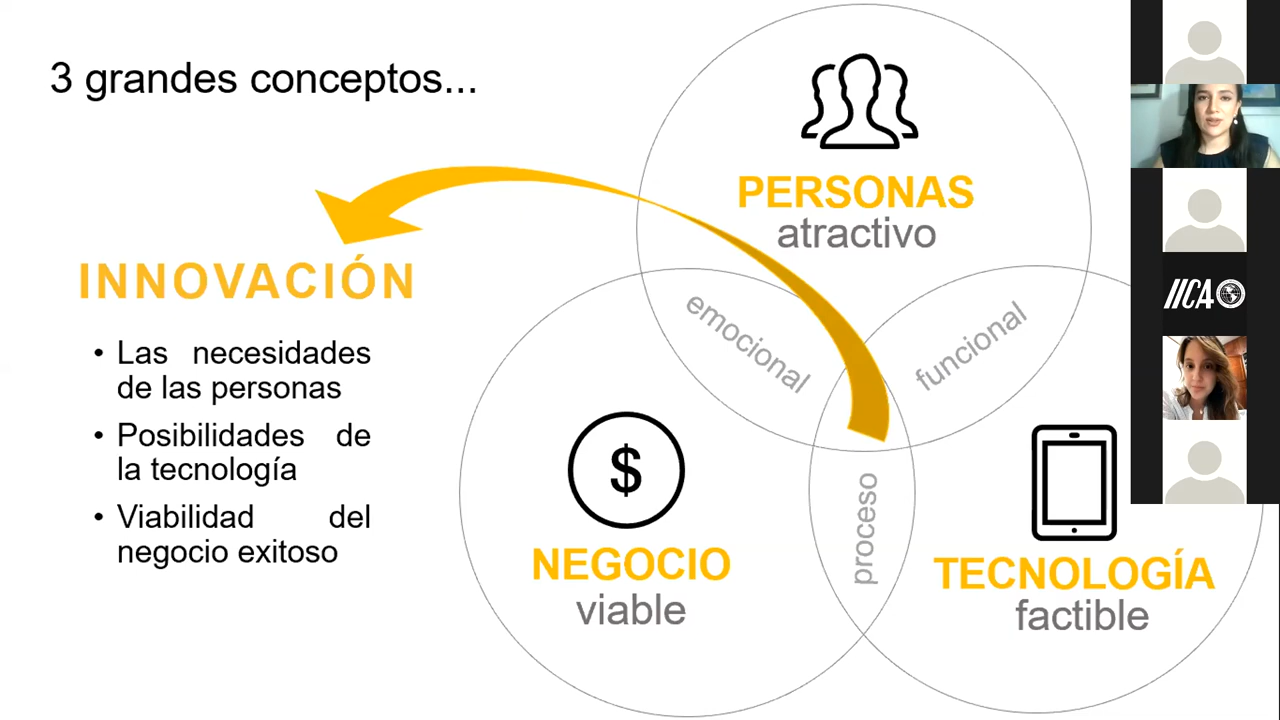 3 grandes conceptos...
PERSONAS
atractivo
INNOVACIÓN
• Las necesidades
de las personas
• Posibilidades de
la tecnología
• Viabilidad del
negocio exitoso
emocional
funcional
proceso
$
NEGOCIO
viable
TECNOLOGÍA
factible
IICA